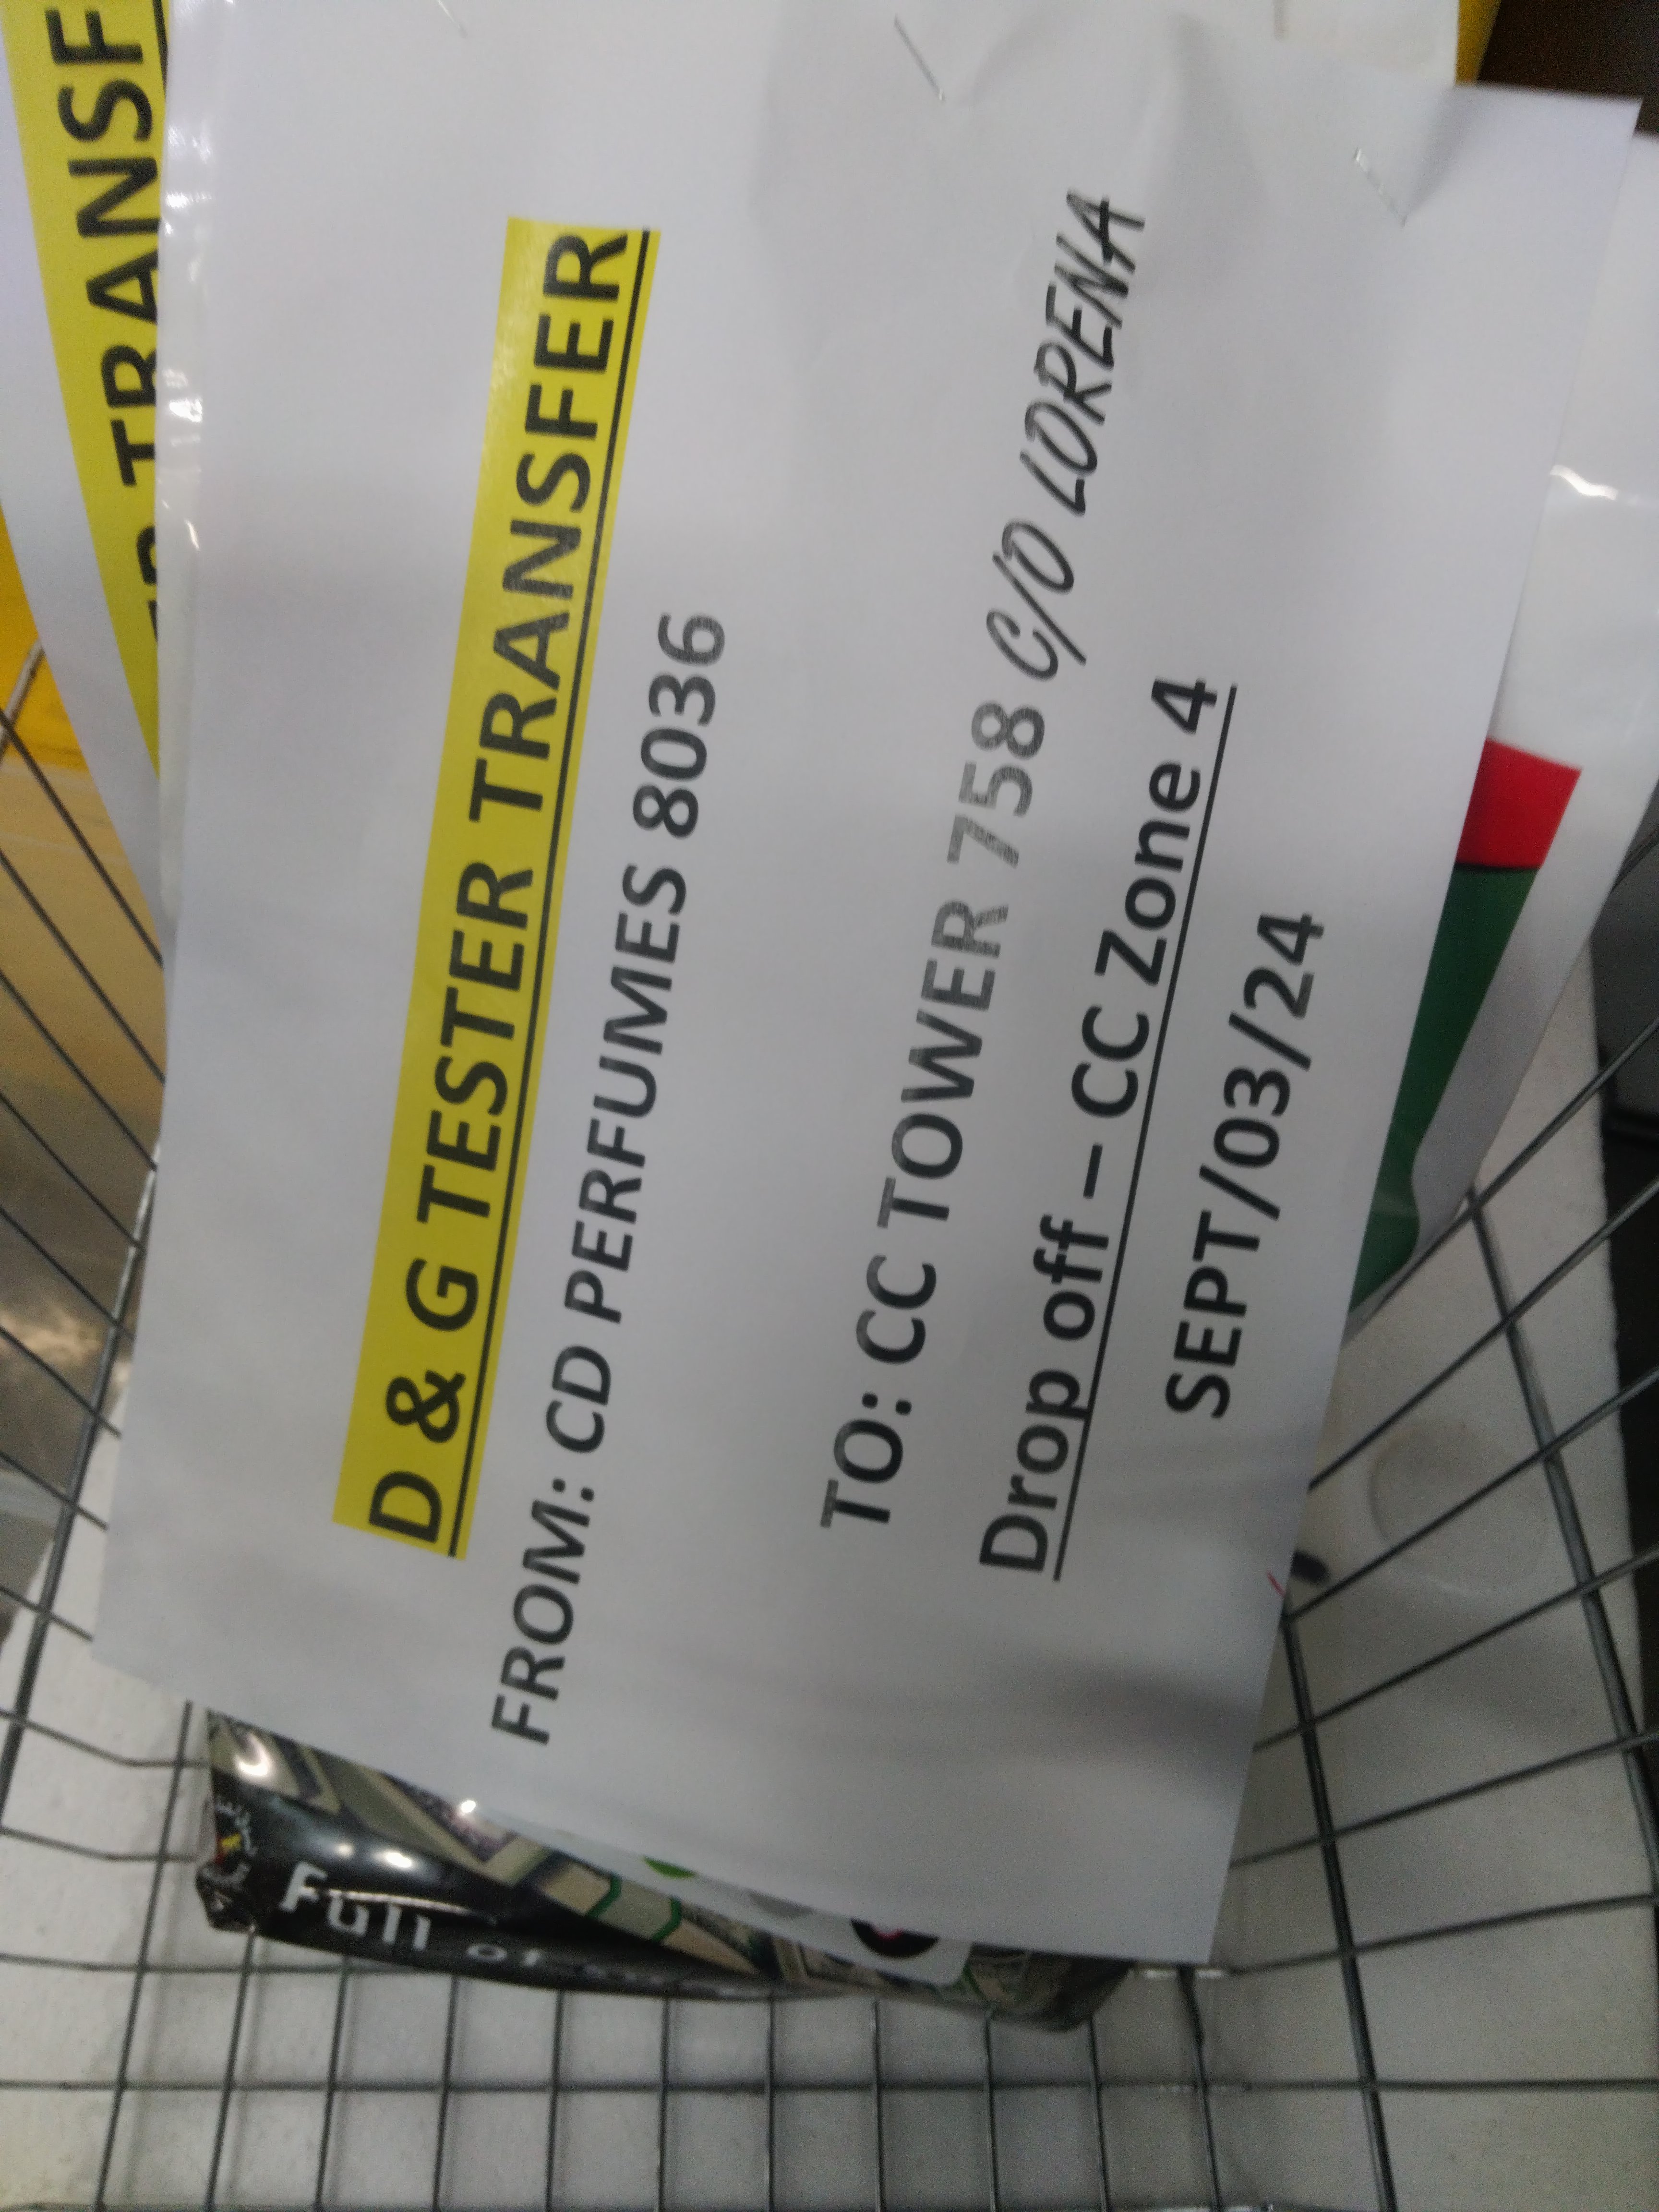 D & G TESTER TRANSFER
FROM: CD PERFUMES 8036
TO: CC TOWER 758 C/O LORENA
Drop off – CC Zone 4
SEPT/03/24
TRANSF
Full of